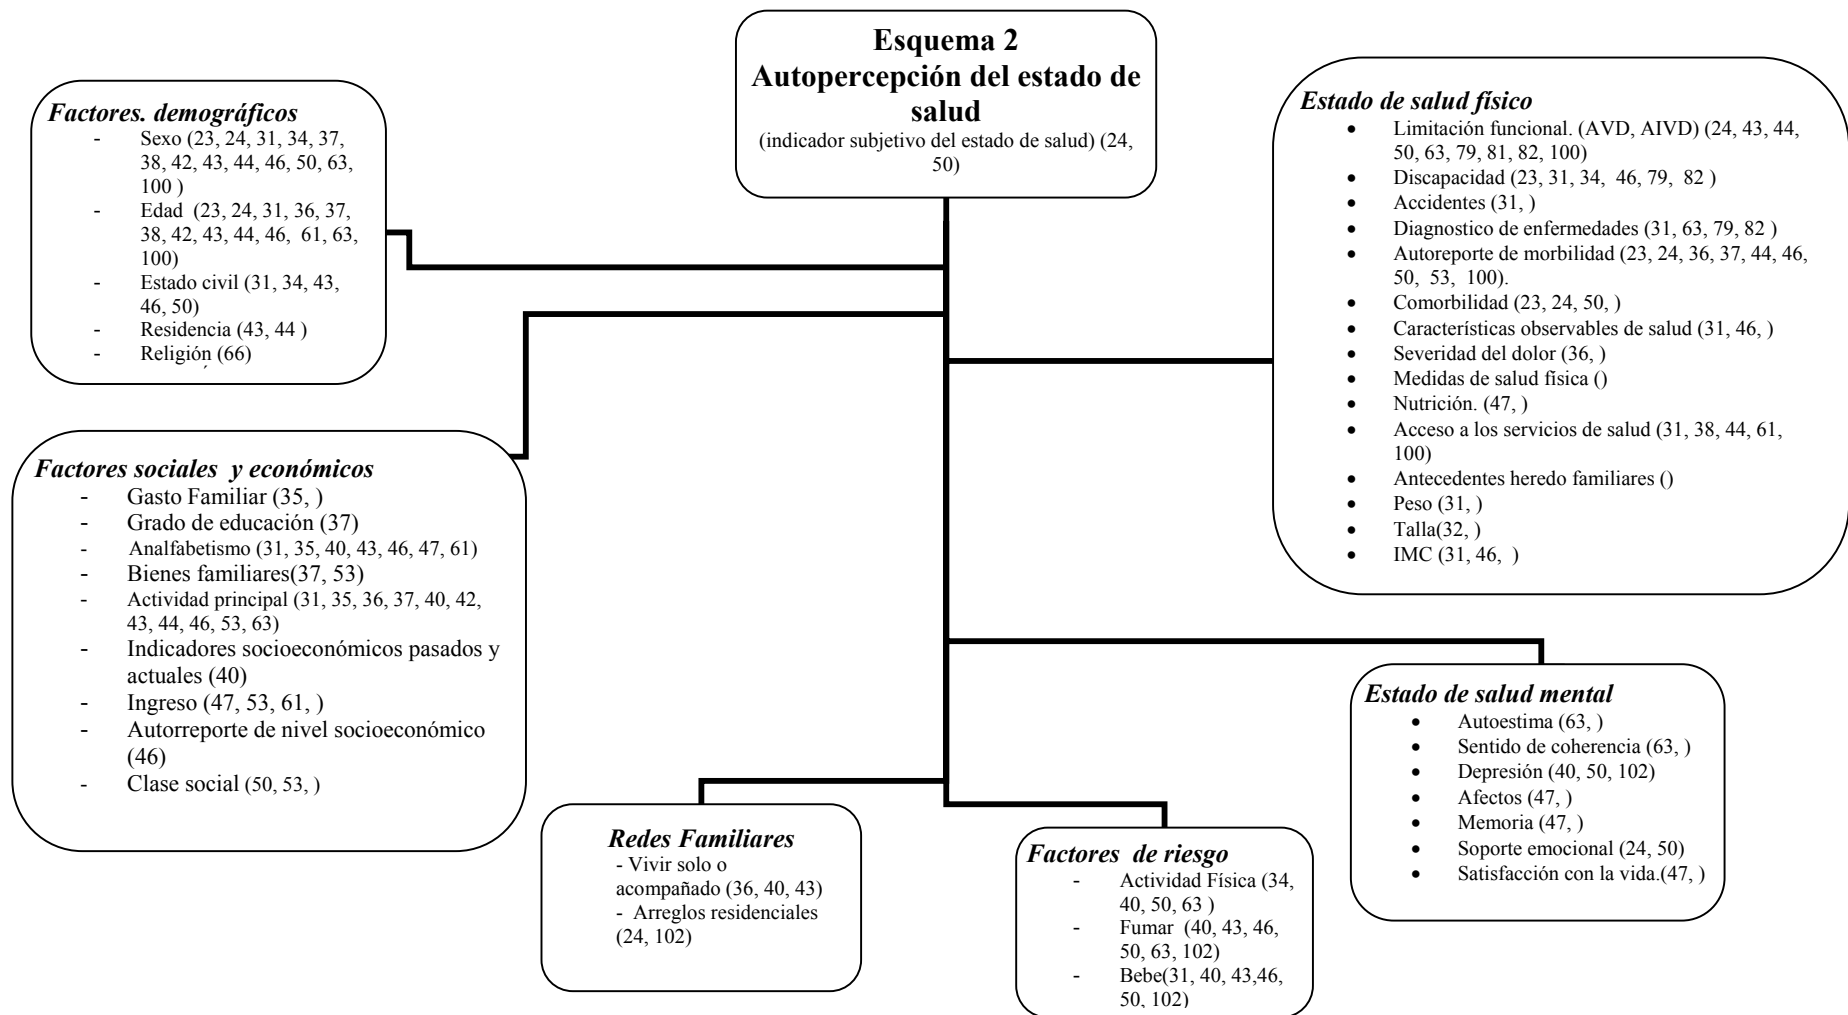 Esquema 2
Autopercepción del estado de
salud
(indicador subjetivo del estado de salud) (24,
50)
Factores. demográficos
- Sexo (23, 24, 31, 34, 37,
38, 42, 43, 44, 46, 50, 63,
100 )
- Edad (23, 24, 31, 36, 37,
38, 42, 43, 44, 46, 61, 63,
100)
- Estado civil (31, 34, 43,
46, 50)
- Residencia (43, 44 )
- Religión (66)
Estado de salud físico
• Limitación funcional. (AVD, AIVD) (24, 43, 44,
50, 63, 79, 81, 82, 100)
• Discapacidad (23, 31, 34, 46, 79, 82 )
• Accidentes (31, )
• Diagnostico de enfermedades (31, 63, 79, 82 )
• Autoreporte de morbilidad (23, 24, 36, 37, 44, 46,
50, 53, 100).
• Comorbilidad (23, 24, 50, )
• Características observables de salud (31, 46, )
• Severidad del dolor (36, )
• Medidas de salud física ()
• Nutrición. (47, )
• Acceso a los servicios de salud (31, 38, 44, 61,
100)
• Antecedentes heredo familiares ()
• Peso (31, )
• Talla(32, )
• IMC (31, 46, )
Factores sociales y económicos
- Gasto Familiar (35, )
- Grado de educación (37)
- Analfabetismo (31, 35, 40, 43, 46, 47, 61)
- Bienes familiares(37, 53)
- Actividad principal (31, 35, 36, 37, 40, 42,
43, 44, 46, 53, 63)
- Indicadores socioeconómicos pasados y
actuales (40)
- Ingreso (47, 53, 61, )
- Autorreporte de nivel socioeconómico
(46)
- Clase social (50, 53, )
Estado de salud mental
• Autoestima (63, )
• Sentido de coherencia (63, )
• Depresión (40, 50, 102)
• Afectos (47, )
• Memoria (47, )
• Soporte emocional (24, 50)
• Satisfacción con la vida.(47, )
Redes Familiares
- Vivir solo o
acompañado (36, 40, 43)
- Arreglos residenciales
(24, 102)
Factores de riesgo
- Actividad Física (34,
40, 50, 63 )
- Fumar (40, 43, 46,
50, 63, 102)
- Bebe(31, 40, 43,46,
50, 102)